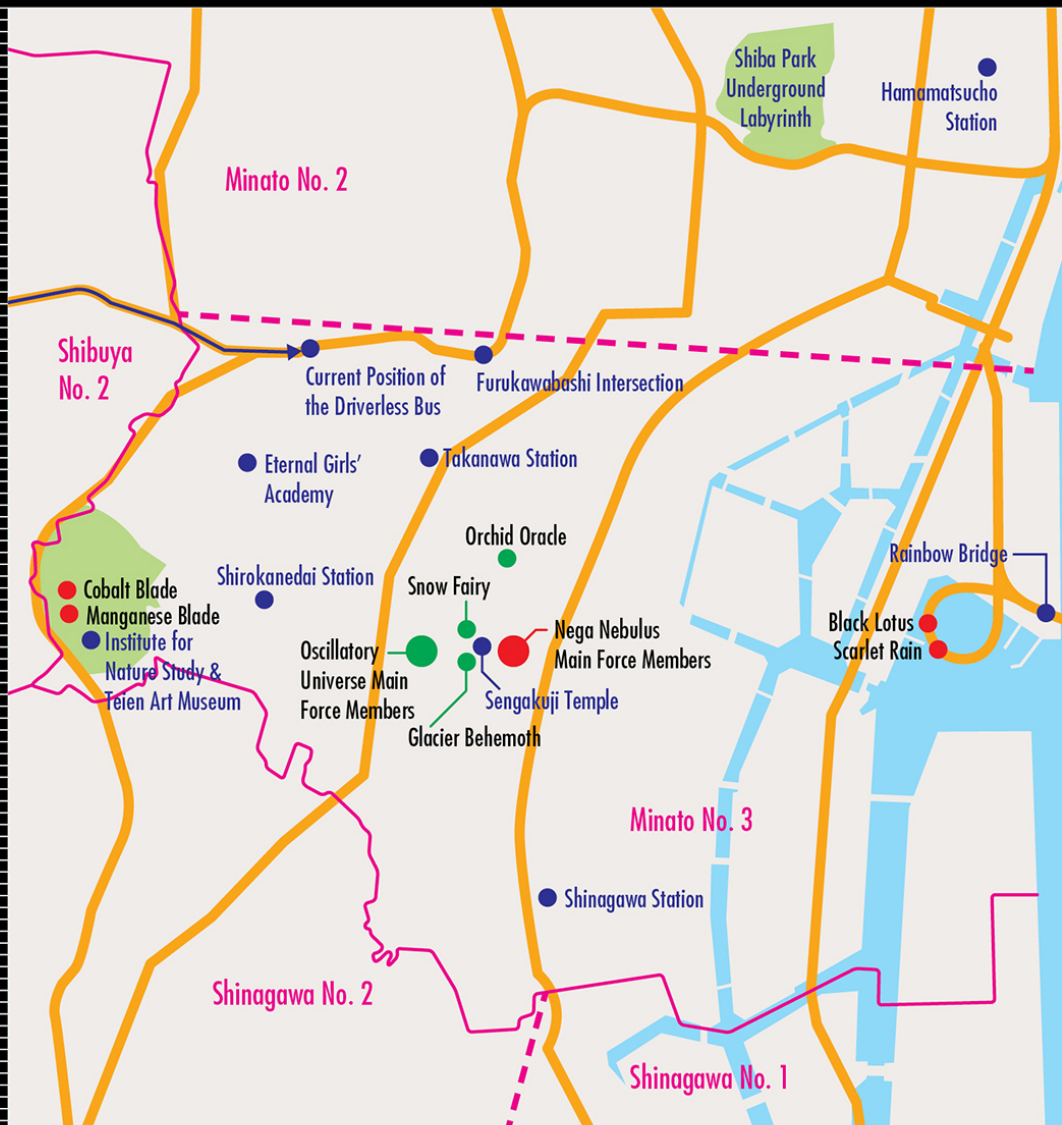 Shiba Park
Underground
Labyrinth
Hamamatsucho
Station
Minato No. 2
Shibuya
No. 2
Current Position of
the Driverless Bus
Furukawabashi Intersection
Eternal Girls’
Academy
Takanawa Station
Orchid Oracle
Rainbow Bridge
Shirokanedai Station
Snow Fairy
Cobalt Blade
Manganese Blade
Institute for
Nature Study &
Teien Art Museum
Oscillatory
Universe Main
Force Members
Nega Nebulus
Main Force Members
Black Lotus
Scarlet Rain
Sengakuji Temple
Glacier Behemoth
Minato No. 3
Shinagawa Station
Shinagawa No. 2
Shinagawa No. 1